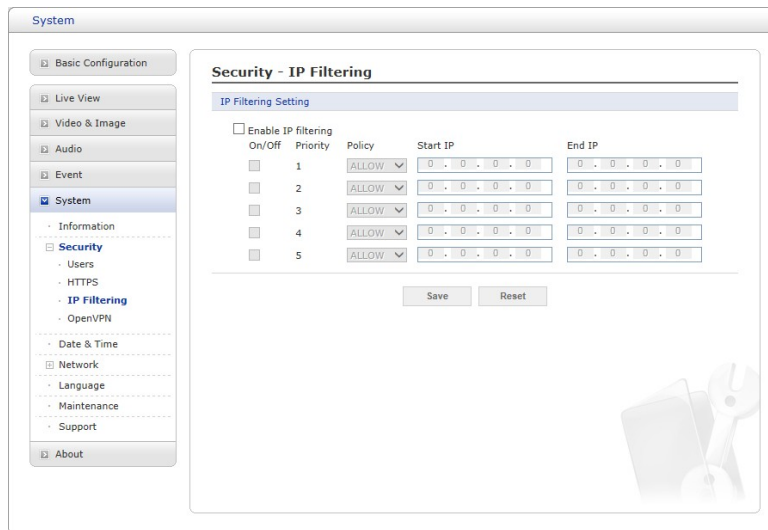 System
Basic Configuration
Live View
Video & Image
Audio
Event
System
Information
Security
Users
HTTPS
IP Filtering
OpenVPN
Date & Time
Network
Language
Maintenance
Support
About
Security - IP Filtering
IP Filtering Setting
Enable IP filtering
On/Off Priority Policy Start IP End IP
1 ALLOW 0 . 0 . 0 . 0 0 . 0 . 0 . 0
2 ALLOW 0 . 0 . 0 . 0 0 . 0 . 0 . 0
3 ALLOW 0 . 0 . 0 . 0 0 . 0 . 0 . 0
4 ALLOW 0 . 0 . 0 . 0 0 . 0 . 0 . 0
5 ALLOW 0 . 0 . 0 . 0 0 . 0 . 0 . 0
Save Reset